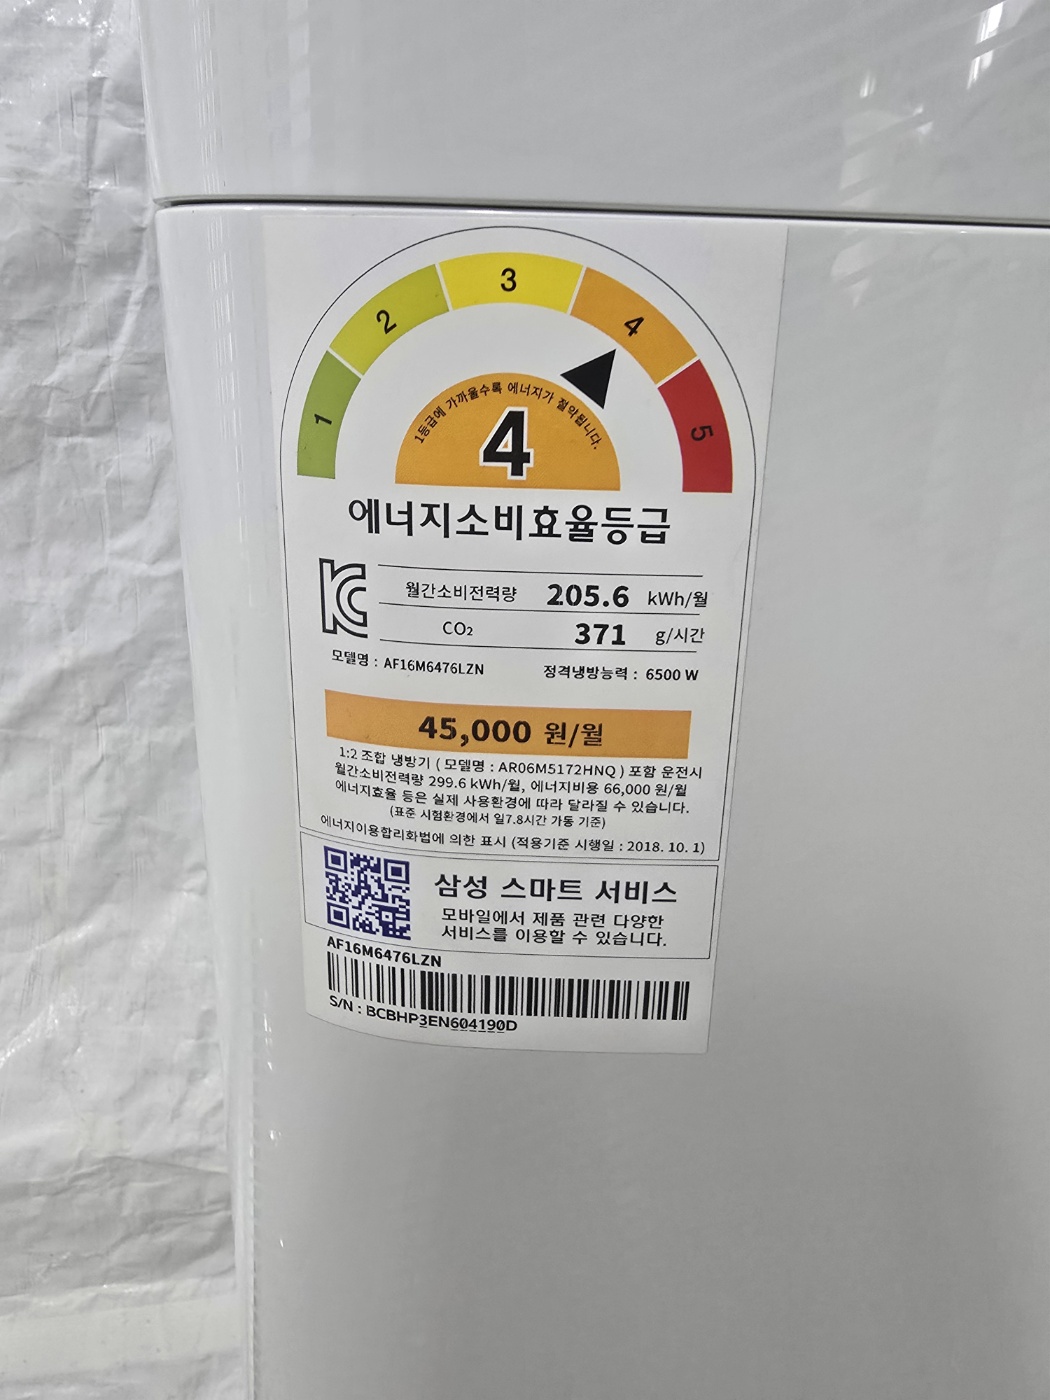 1
2
3
4
5
1등급에 가까울수록 에너지가 절약됩니다.
4
에너지소비효율등급
월간소비전력량 205.6 kWh/월
CO₂ 371 g/시간
모델명 : AF16M6476LZN 정격냉방능력 : 6500 W
45,000 원/월
1:2 조합 냉방기 ( 모델명 : AR06M5172HNQ ) 포함 운전시
월간소비전력량 299.6 kWh/월, 에너지비용 66,000 원/월
에너지효율 등은 실제 사용환경에 따라 달라질 수 있습니다.
(표준 시험환경에서 일7.8시간 가동 기준)
에너지이용합리화법에 의한 표시 (적용기준 시행일 : 2018. 10. 1)
삼성 스마트 서비스
모바일에서 제품 관련 다양한
서비스를 이용할 수 있습니다.
AF16M6476LZN
S/N : BCBHP3EN604190D